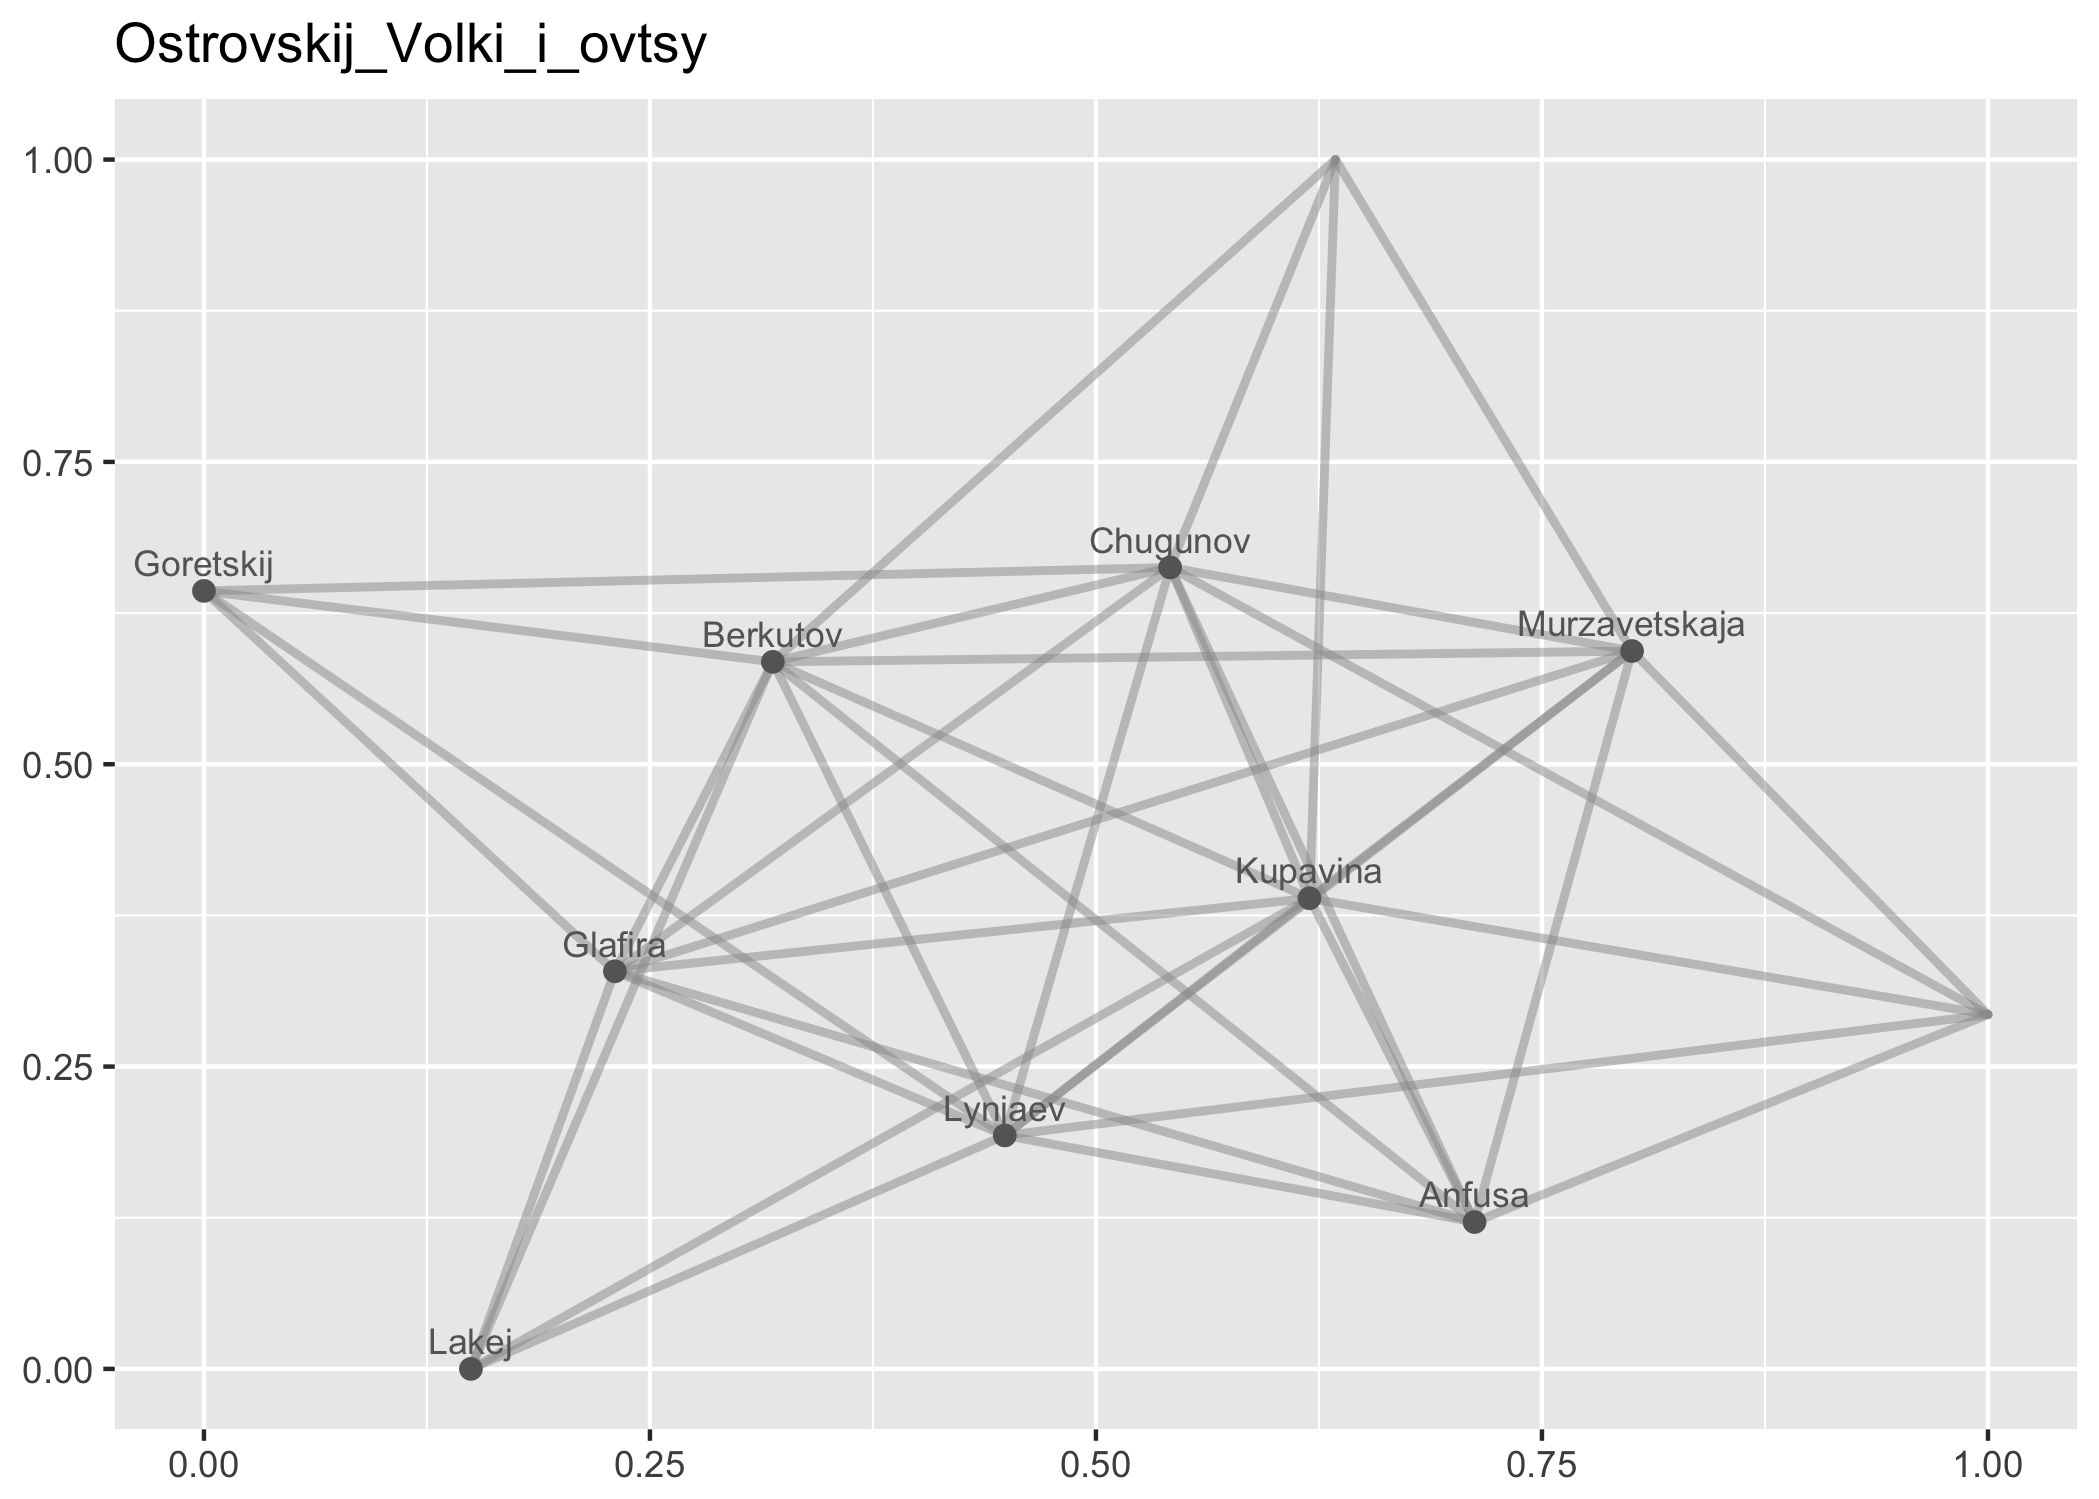 Ostrovskij_Volki_i_ovtsy
1.00
0.75
0.50
0.25
0.00
Chugunov
Goretskij
Murzavetskaja
Berkutov
Kupavina
Glafira
Lynjaev
Anfusa
Lakej
0.00 0.25 0.50 0.75 1.00